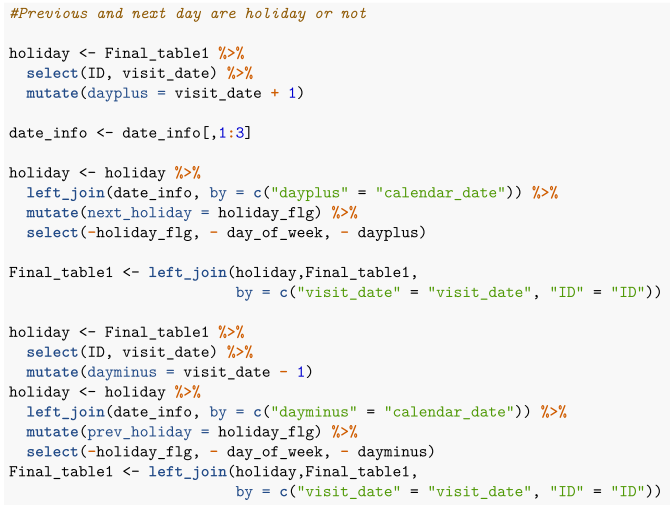 #Previous and next day are holiday or not

holiday <- Final_table1 %>%
  select(ID, visit_date) %>%
  mutate(dayplus = visit_date + 1)

date_info <- date_info[,1:3]

holiday <- holiday %>%
  left_join(date_info, by = c("dayplus" = "calendar_date")) %>%
  mutate(next_holiday = holiday_flg) %>%
  select(-holiday_flg, - day_of_week, - dayplus)

Final_table1 <- left_join(holiday,Final_table1,
                          by = c("visit_date" = "visit_date", "ID" = "ID"))

holiday <- Final_table1 %>%
  select(ID, visit_date) %>%
  mutate(dayminus = visit_date - 1)
holiday <- holiday %>%
  left_join(date_info, by = c("dayminus" = "calendar_date")) %>%
  mutate(prev_holiday = holiday_flg) %>%
  select(-holiday_flg, - day_of_week, - dayminus)
Final_table1 <- left_join(holiday,Final_table1,
                          by = c("visit_date" = "visit_date", "ID" = "ID"))